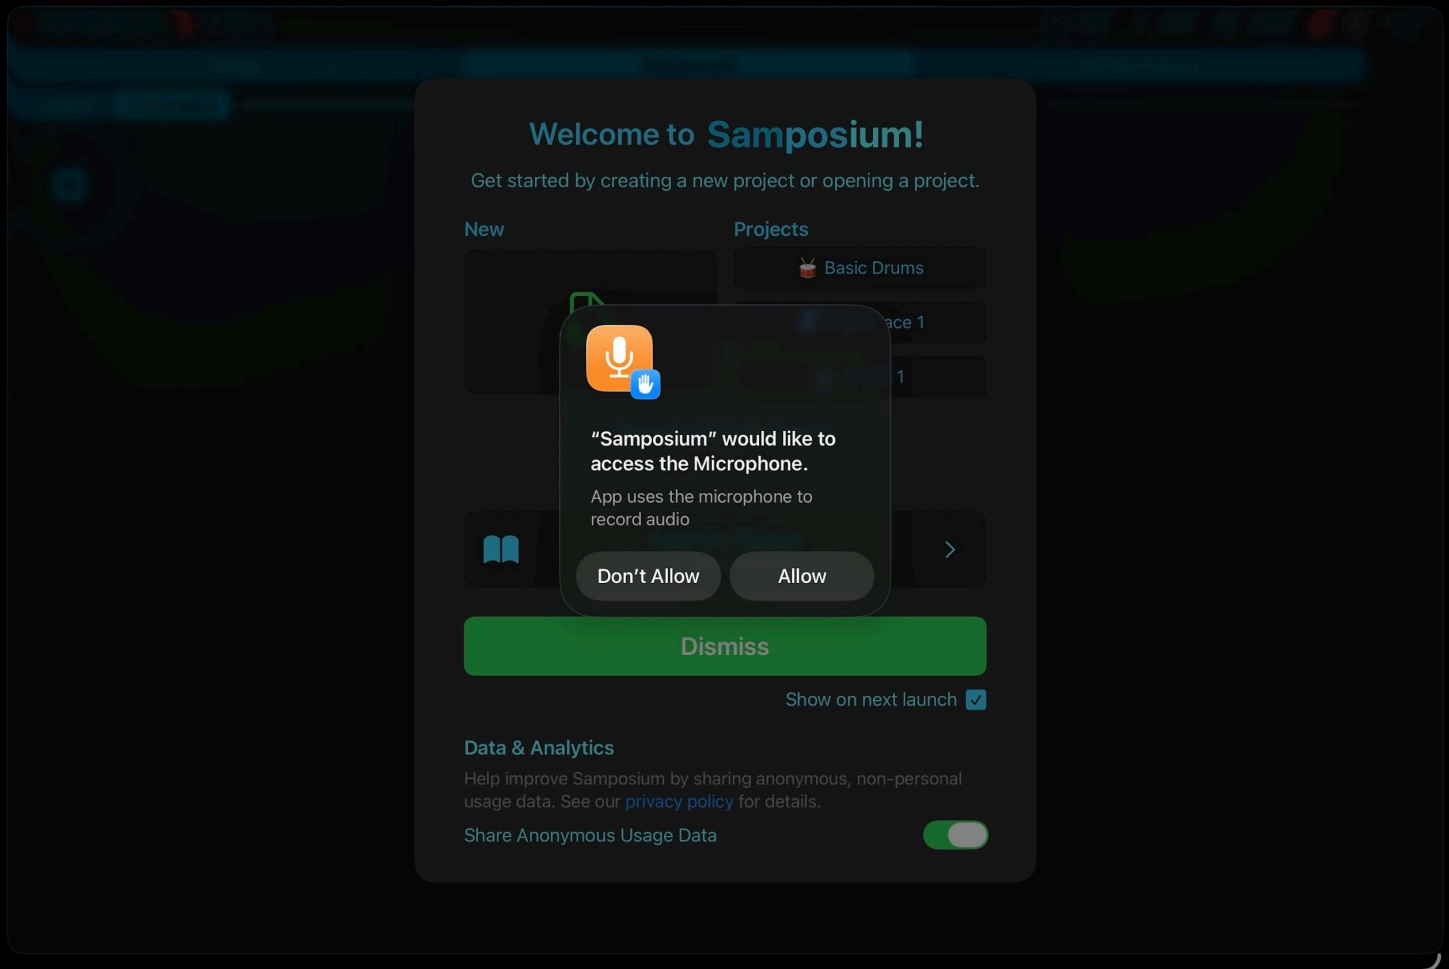 Welcome to Samposium!
Get started by creating a new project or opening a project.
New
Projects
Basic Drums
ace 1
1
“Samposium” would like to
access the Microphone.
App uses the microphone to
record audio
Don’t Allow
Allow
Dismiss
Show on next launch
Data & Analytics
Help improve Samposium by sharing anonymous, non-personal
usage data. See our privacy policy for details.
Share Anonymous Usage Data